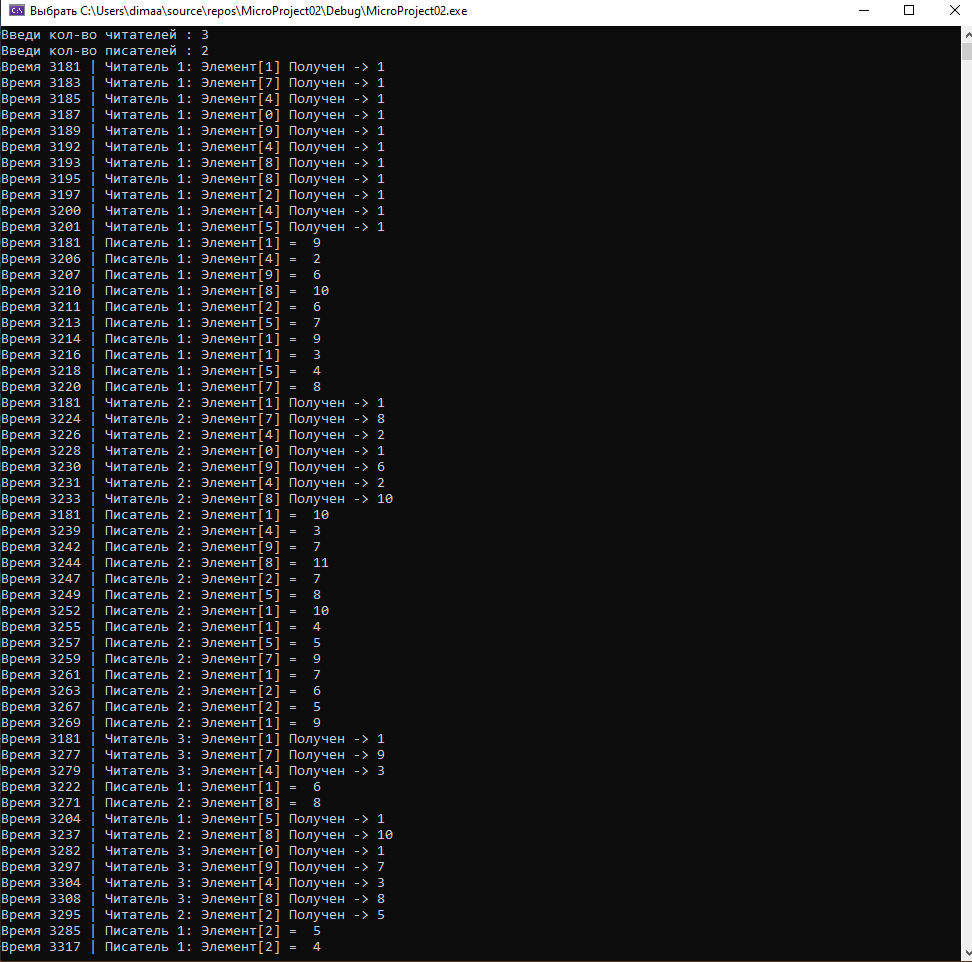 Выбрать C:\Users\dimaa\source\repos\MicroProject02\Debug\MicroProject02.exe
Введи кол-во читателей : 3
Введи кол-во писателей : 2
Время 3181 | Читатель 1: Элемент[1] Получен -> 1
Время 3183 | Читатель 1: Элемент[7] Получен -> 1
Время 3185 | Читатель 1: Элемент[4] Получен -> 1
Время 3187 | Читатель 1: Элемент[0] Получен -> 1
Время 3189 | Читатель 1: Элемент[9] Получен -> 1
Время 3192 | Читатель 1: Элемент[4] Получен -> 1
Время 3193 | Читатель 1: Элемент[8] Получен -> 1
Время 3195 | Читатель 1: Элемент[8] Получен -> 1
Время 3197 | Читатель 1: Элемент[2] Получен -> 1
Время 3200 | Читатель 1: Элемент[4] Получен -> 1
Время 3201 | Читатель 1: Элемент[5] Получен -> 1
Время 3181 | Писатель 1: Элемент[1] =  9
Время 3206 | Писатель 1: Элемент[4] =  2
Время 3207 | Писатель 1: Элемент[9] =  6
Время 3210 | Писатель 1: Элемент[8] =  10
Время 3211 | Писатель 1: Элемент[2] =  6
Время 3213 | Писатель 1: Элемент[5] =  7
Время 3214 | Писатель 1: Элемент[1] =  9
Время 3216 | Писатель 1: Элемент[1] =  3
Время 3218 | Писатель 1: Элемент[5] =  4
Время 3220 | Писатель 1: Элемент[7] =  8
Время 3181 | Читатель 2: Элемент[1] Получен -> 1
Время 3224 | Читатель 2: Элемент[7] Получен -> 8
Время 3226 | Читатель 2: Элемент[4] Получен -> 2
Время 3228 | Читатель 2: Элемент[0] Получен -> 1
Время 3230 | Читатель 2: Элемент[9] Получен -> 6
Время 3231 | Читатель 2: Элемент[4] Получен -> 2
Время 3233 | Читатель 2: Элемент[8] Получен -> 10
Время 3181 | Писатель 2: Элемент[1] =  10
Время 3239 | Писатель 2: Элемент[4] =  3
Время 3242 | Писатель 2: Элемент[9] =  7
Время 3244 | Писатель 2: Элемент[8] =  11
Время 3247 | Писатель 2: Элемент[2] =  7
Время 3249 | Писатель 2: Элемент[5] =  8
Время 3252 | Писатель 2: Элемент[1] =  10
Время 3255 | Писатель 2: Элемент[1] =  4
Время 3257 | Писатель 2: Элемент[5] =  5
Время 3259 | Писатель 2: Элемент[7] =  9
Время 3261 | Писатель 2: Элемент[1] =  7
Время 3263 | Писатель 2: Элемент[2] =  6
Время 3267 | Писатель 2: Элемент[2] =  5
Время 3269 | Писатель 2: Элемент[1] =  9
Время 3181 | Читатель 3: Элемент[1] Получен -> 1
Время 3277 | Читатель 3: Элемент[7] Получен -> 9
Время 3279 | Читатель 3: Элемент[4] Получен -> 3
Время 3222 | Писатель 1: Элемент[1] =  6
Время 3271 | Писатель 2: Элемент[8] =  8
Время 3204 | Читатель 1: Элемент[5] Получен -> 1
Время 3237 | Читатель 2: Элемент[8] Получен -> 10
Время 3282 | Читатель 3: Элемент[0] Получен -> 1
Время 3297 | Читатель 3: Элемент[9] Получен -> 7
Время 3304 | Читатель 3: Элемент[4] Получен -> 3
Время 3308 | Читатель 3: Элемент[8] Получен -> 8
Время 3295 | Читатель 2: Элемент[2] Получен -> 5
Время 3285 | Писатель 1: Элемент[2] =  5
Время 3317 | Писатель 1: Элемент[2] =  4